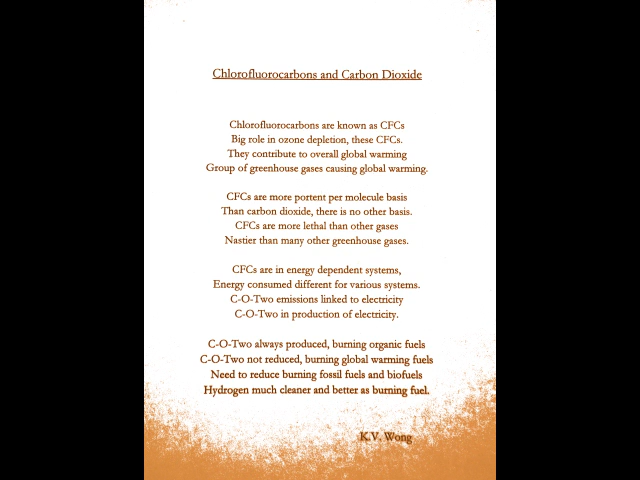 Chlorofluorocarbons and Carbon Dioxide
Chlorofluorocarbons are known as CFCs
Big role in ozone depletion, these CFCs.
They contribute to overall global warming
Group of greenhouse gases causing global warming.
CFCs are more portent per molecule basis
Than carbon dioxide, there is no other basis.
CFCs are more lethal than other gases
Nastier than many other greenhouse gases.
CFCs are in energy dependent systems,
Energy consumed different for various systems.
C-O-Two emissions linked to electricity
C-O-Two in production of electricity.
C-O-Two always produced, burning organic fuels
C-O-Two not reduced, burning global warming fuels
Need to reduce burning fossil fuels and biofuels
Hydrogen much cleaner and better as burning fuel.
K.V. Wong